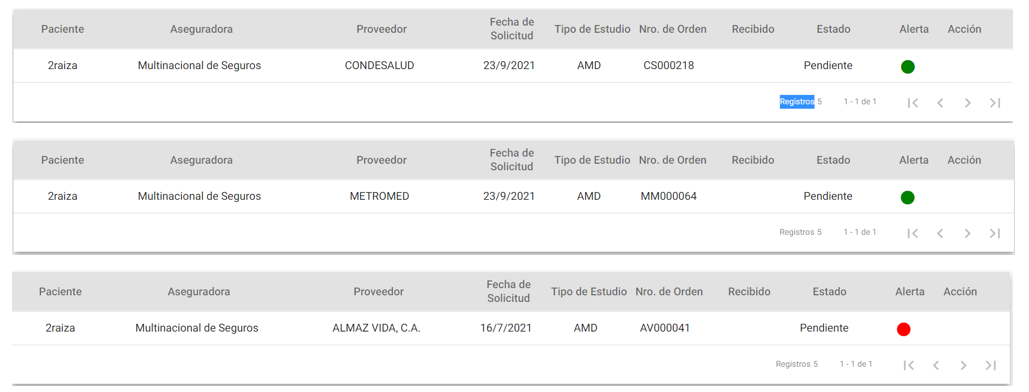 Paciente Aseguradora Proveedor Fecha de Solicitud Tipo de Estudio Nro. de Orden Recibido Estado Alerta Acción
2raiza Multinacional de Seguros CONDESALUD 23/9/2021 AMD CS000218 Pendiente
Registros 5 1 - 1 de 1
Paciente Aseguradora Proveedor Fecha de Solicitud Tipo de Estudio Nro. de Orden Recibido Estado Alerta Acción
2raiza Multinacional de Seguros METROMED 23/9/2021 AMD MM000064 Pendiente
Registros 5 1 - 1 de 1
Paciente Aseguradora Proveedor Fecha de Solicitud Tipo de Estudio Nro. de Orden Recibido Estado Alerta Acción
2raiza Multinacional de Seguros ALMAZ VIDA, C.A. 16/7/2021 AMD AV000041 Pendiente
Registros 5 1 - 1 de 1